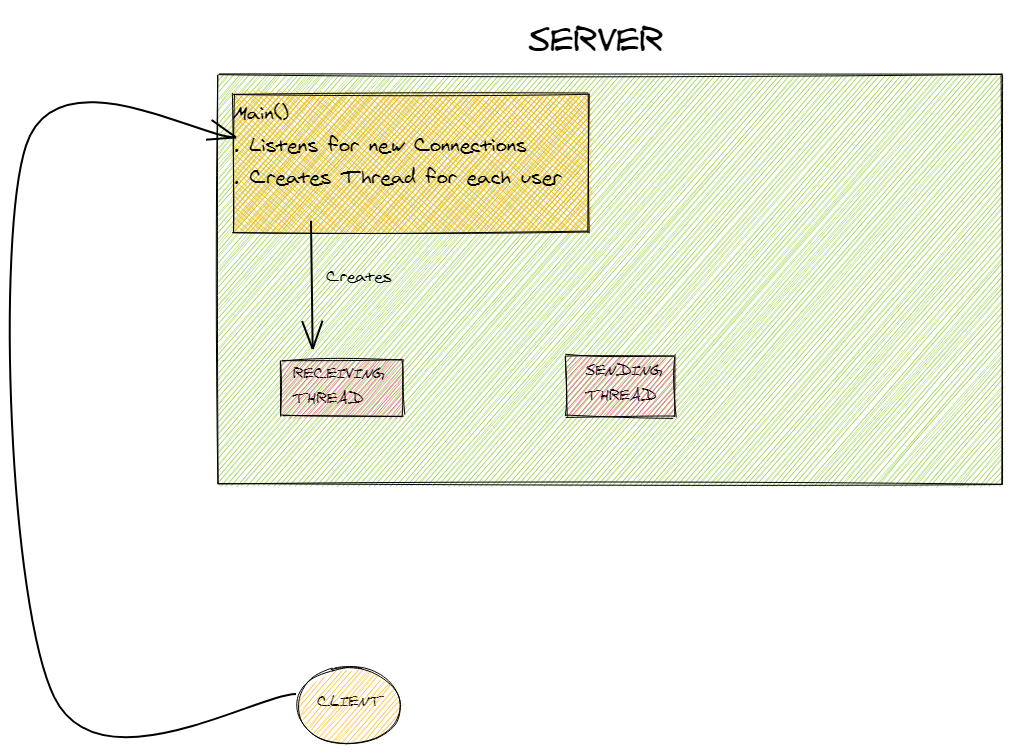 SERVER
Main()
. Listens for new Connections
. Creates Thread for each user
Creates
RECEIVING
THREAD
SENDING
THREAD
CLIENT